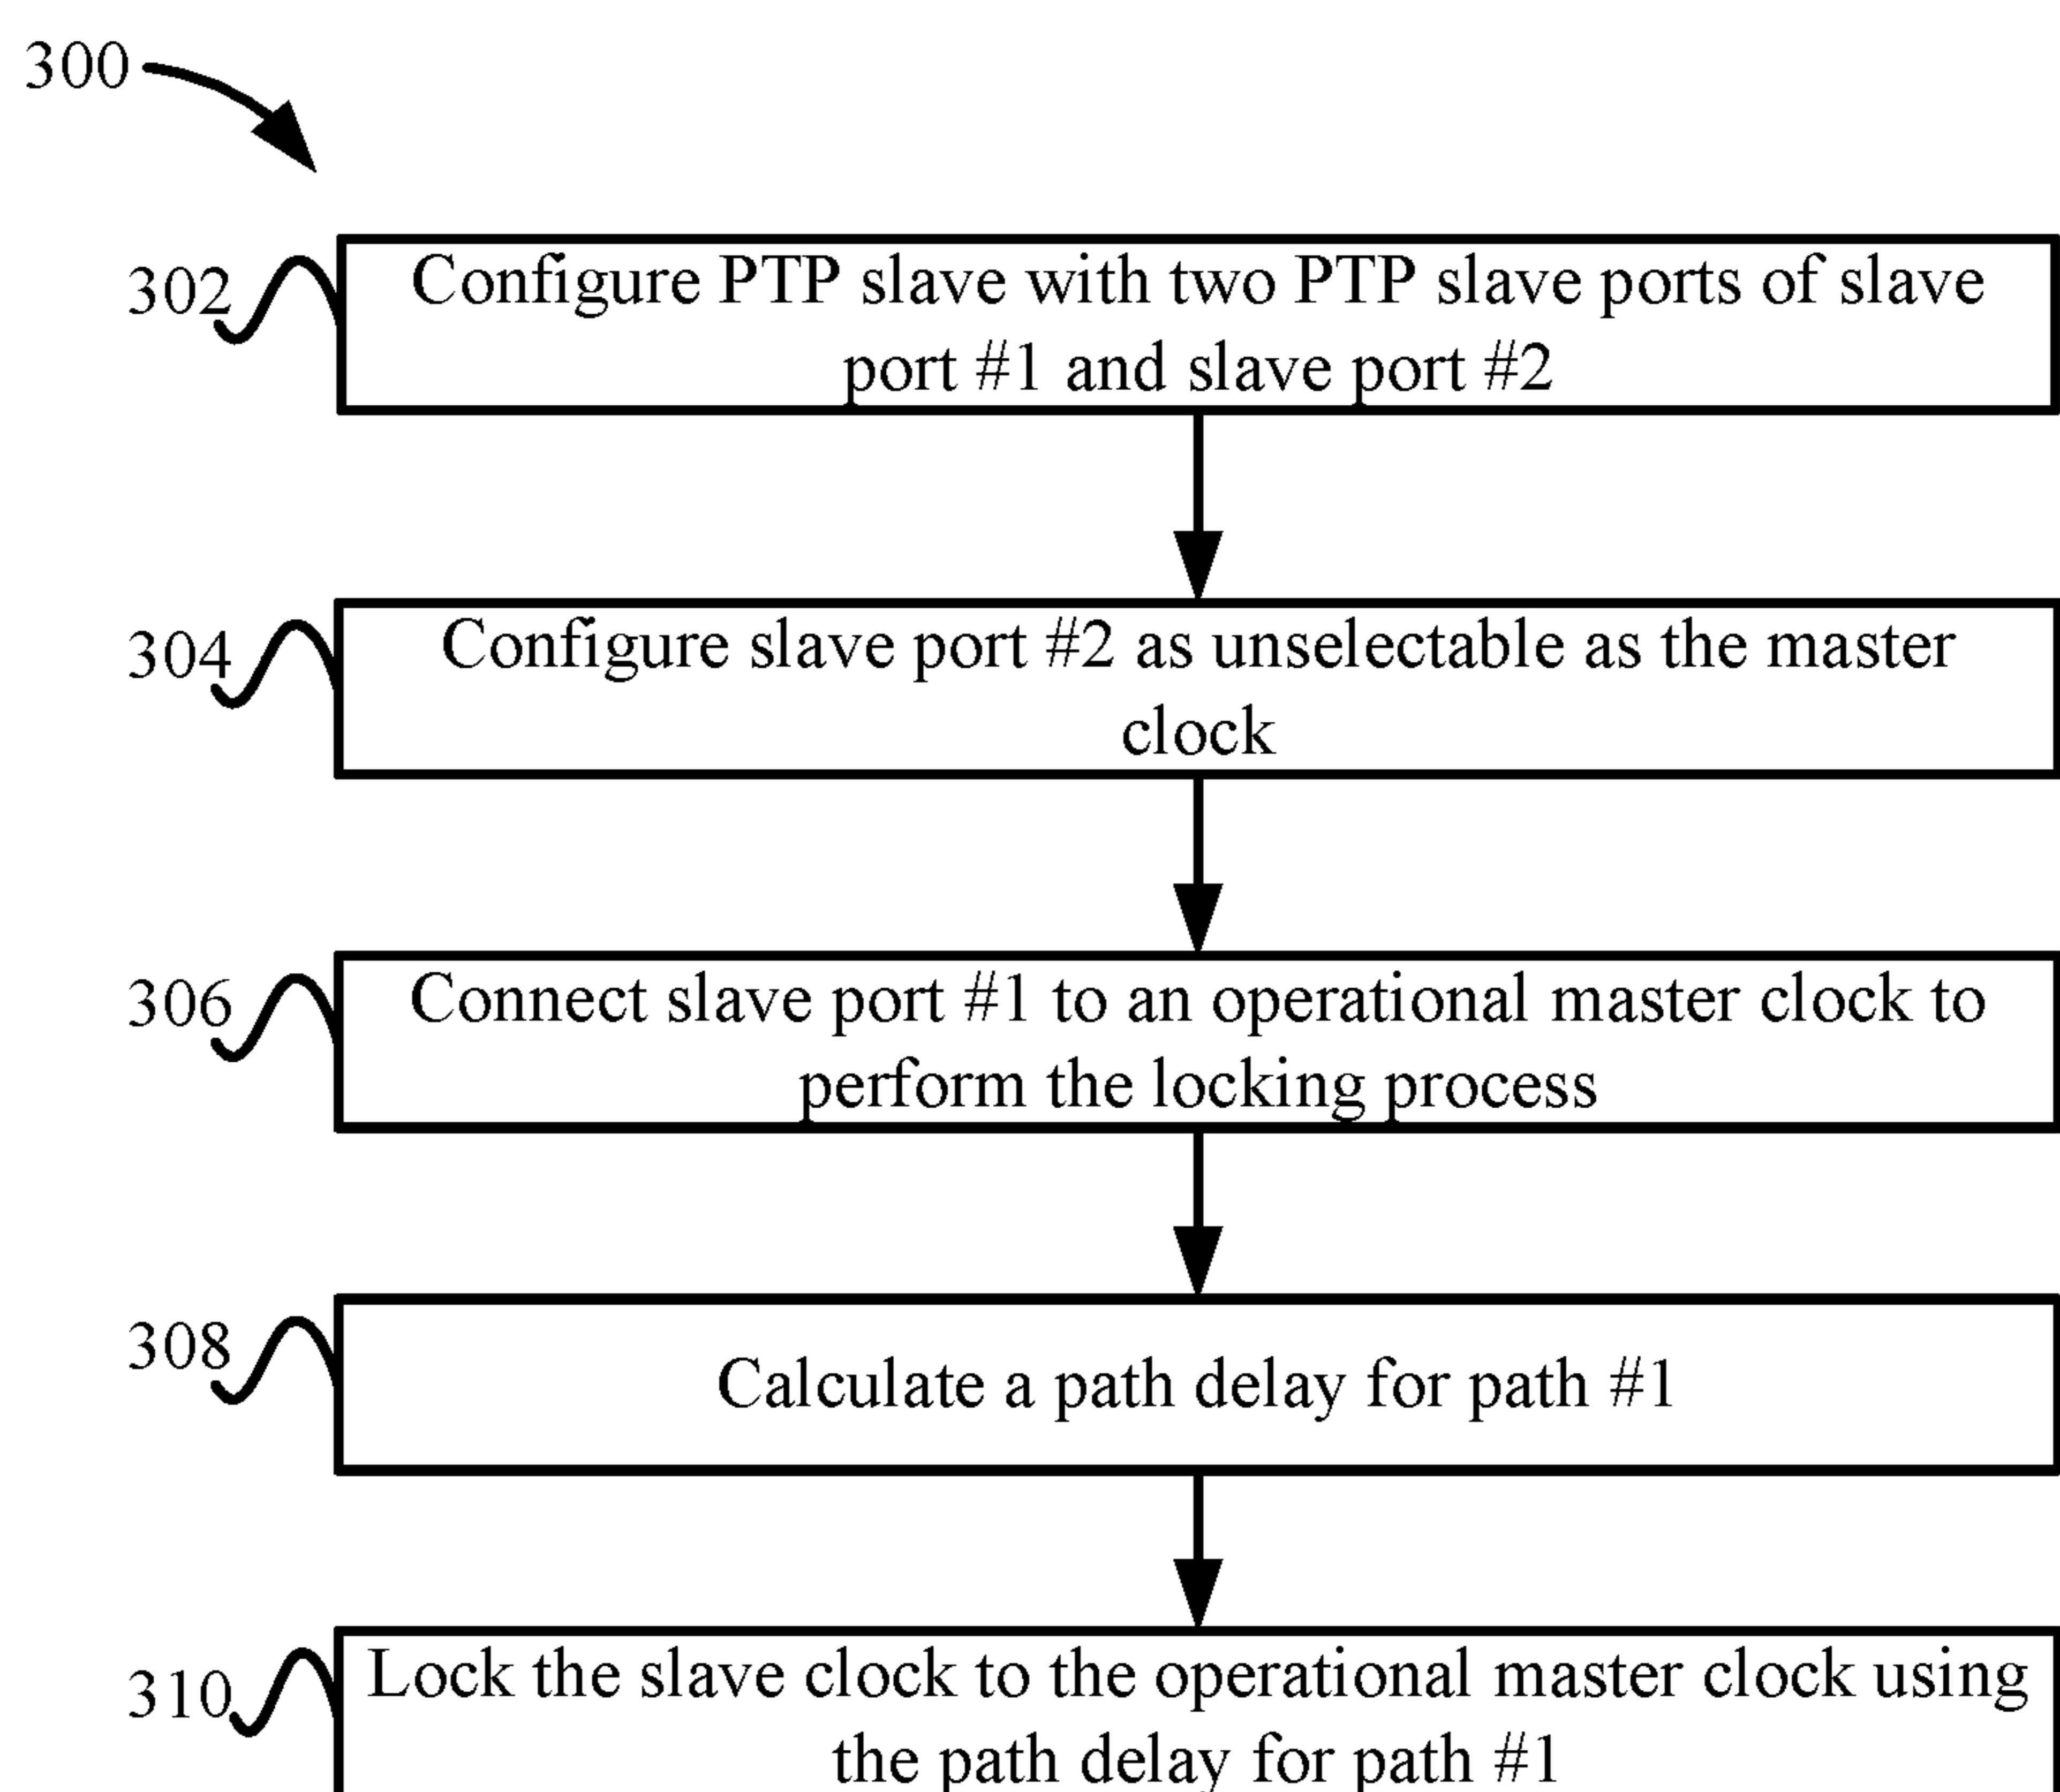 300
302
Configure PTP slave with two PTP slave ports of slave
port #1 and slave port #2
304
Configure slave port #2 as unselectable as the master
clock
306
Connect slave port #1 to an operational master clock to
perform the locking process
308
Calculate a path delay for path #1
310
Lock the slave clock to the operational master clock using
the path delay for path #1